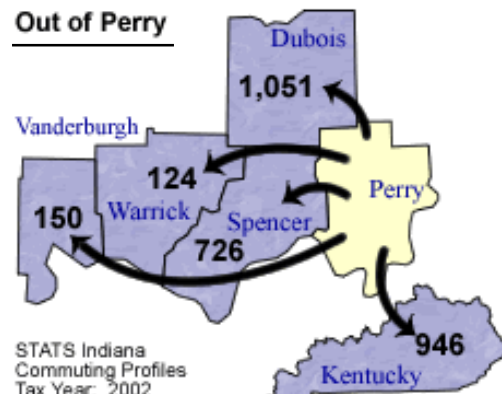 Out of Perry
Dubois
1,051
Vanderburgh
124
Perry
150
Warrick
Spencer
726
946
Kentucky
STATS Indiana
Commuting Profiles
Tax Year: 2002